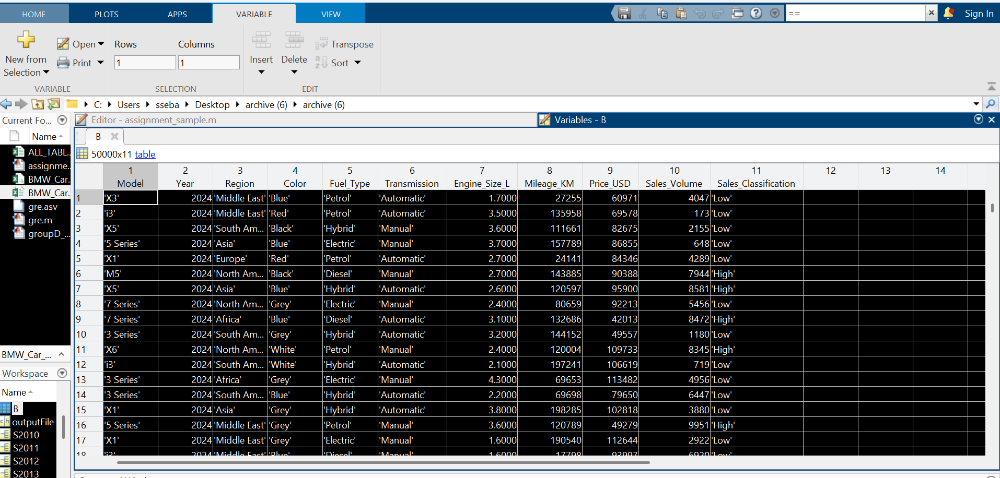 HOME PLOTS APPS VARIABLE VIEW == Sign In
New from Selection
Open
Print
Rows Columns
1 1
Insert Delete
Transpose
Sort
VARIABLE SELECTION EDIT
C: Users sseba Desktop archive (6) archive (6)
Current Fo...
Name
ALL_TABL...
assignme...
BMW_Car...
BMW_Car...
gre.asv
gre.m
groupD_...
BMW_Car_...
Workspace
Name
B
outputFile
S2010
S2011
S2012
S2013
Editor - assignment_sample.m
Variables - B
B
50000x11 table
1 2 3 4 5 6 7 8 9 10 11 12 13 14
Model Year Region Color Fuel_Type Transmission Engine_Size_L Mileage_KM Price_USD Sales_Volume Sales_Classification
1 'X3' 2024 'Middle East' 'Blue' 'Petrol' 'Automatic' 1.7000 27255 60971 4047 'Low'
2 'i3' 2024 'Middle East' 'Red' 'Petrol' 'Automatic' 3.5000 135958 69578 173 'Low'
3 'X5' 2024 'South Am... 'Black' 'Hybrid' 'Manual' 3.6000 111661 82675 2155 'Low'
4 '5 Series' 2024 'Asia' 'Blue' 'Electric' 'Manual' 3.7000 157789 86855 648 'Low'
5 'X1' 2024 'Europe' 'Red' 'Petrol' 'Automatic' 2.7000 24141 84346 4289 'Low'
6 'M5' 2024 'North Am... 'Black' 'Diesel' 'Manual' 2.7000 143885 90388 7944 'High'
7 'X5' 2024 'Asia' 'Blue' 'Hybrid' 'Automatic' 2.6000 120597 95900 8581 'High'
8 '7 Series' 2024 'North Am... 'Grey' 'Electric' 'Manual' 2.4000 80659 92213 5456 'Low'
9 '7 Series' 2024 'Africa' 'Blue' 'Diesel' 'Automatic' 3.1000 132686 42013 8472 'High'
10 '3 Series' 2024 'South Am... 'Grey' 'Hybrid' 'Automatic' 3.2000 144152 49557 1180 'Low'
11 'X6' 2024 'North Am... 'White' 'Petrol' 'Manual' 2.4000 120004 109733 8345 'High'
12 'i3' 2024 'South Am... 'White' 'Hybrid' 'Automatic' 2.1000 197241 106619 719 'Low'
13 '3 Series' 2024 'Africa' 'Grey' 'Electric' 'Manual' 4.3000 69653 113482 4956 'Low'
14 '3 Series' 2024 'South Am... 'Blue' 'Hybrid' 'Automatic' 2.2000 69698 79650 6447 'Low'
15 'X1' 2024 'Asia' 'Grey' 'Hybrid' 'Automatic' 3.8000 198285 102818 3880 'Low'
16 '5 Series' 2024 'Middle East' 'Grey' 'Petrol' 'Manual' 3.6000 120789 49279 9951 'High'
17 'X1' 2024 'Middle East' 'Grey' 'Electric' 'Manual' 1.6000 190540 112644 2922 'Low'
18 'i3' 2024 'Middle East' 'Blue' 'Diesel' 'Manual' 1.6000 17798 93997 6920 'Low'